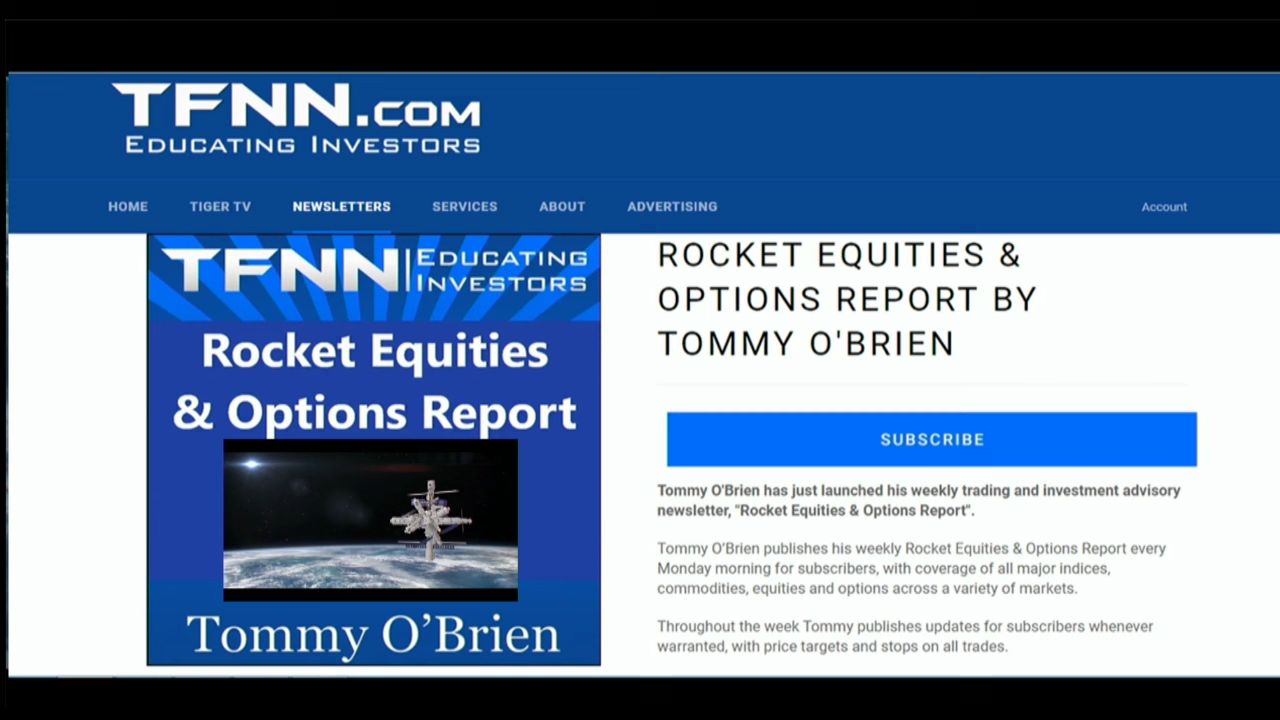 TFNN.COM
EDUCATING INVESTORS
HOME TIGER TV NEWSLETTERS SERVICES ABOUT ADVERTISING Account
TFNN EDUCATING
INVESTORS
Rocket Equities
& Options Report
Tommy O’Brien
ROCKET EQUITIES &
OPTIONS REPORT BY
TOMMY O'BRIEN
SUBSCRIBE
Tommy O'Brien has just launched his weekly trading and investment advisory
newsletter, "Rocket Equities & Options Report".
Tommy O’Brien publishes his weekly Rocket Equities & Options Report every
Monday morning for subscribers, with coverage of all major indices,
commodities, equities and options across a variety of markets.
Throughout the week Tommy publishes updates for subscribers whenever
warranted, with price targets and stops on all trades.